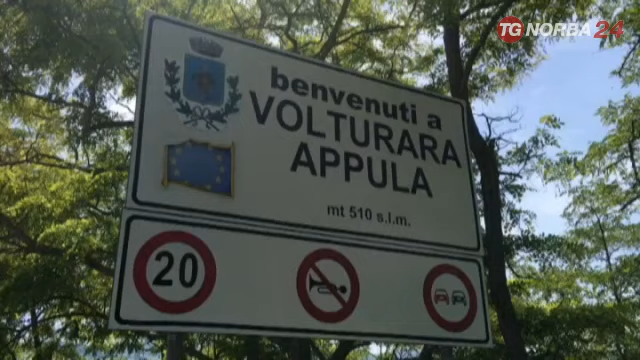 TG NORBA 24
benvenuti a
VOLTURARA
APPULA
mt 510 s.l.m.
20